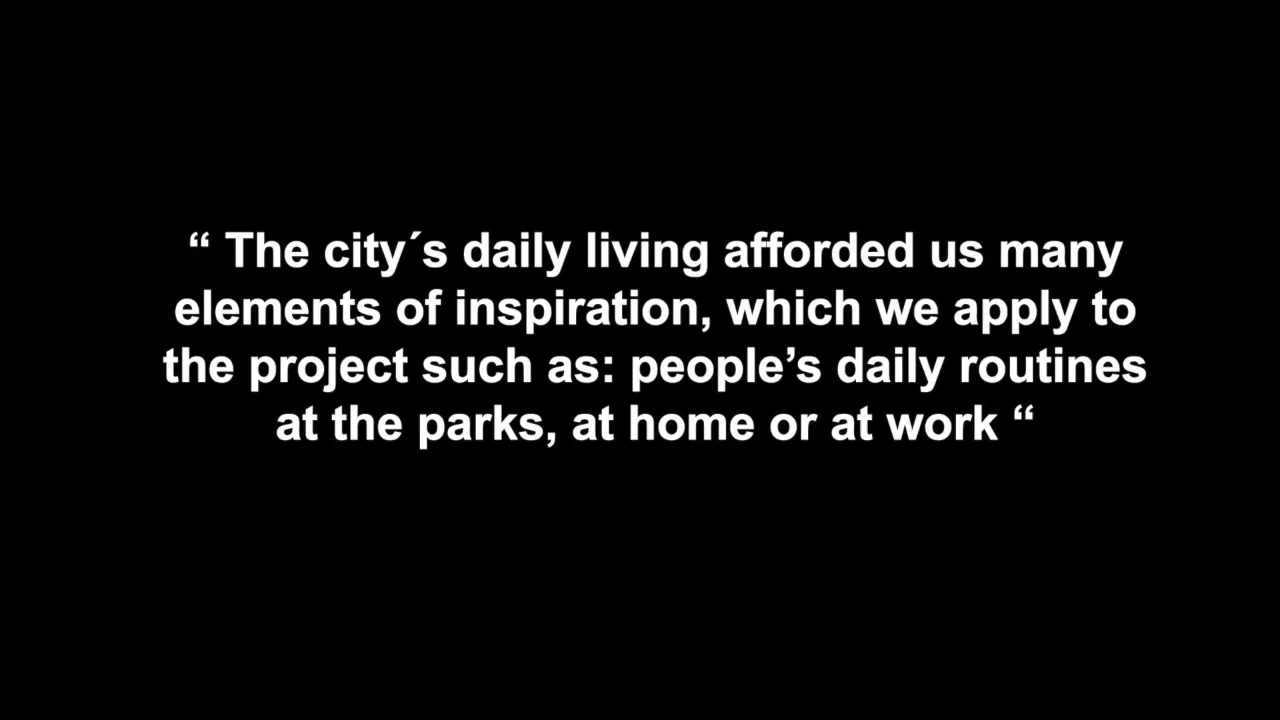 “ The city´s daily living afforded us many
elements of inspiration, which we apply to
the project such as: people’s daily routines
at the parks, at home or at work “